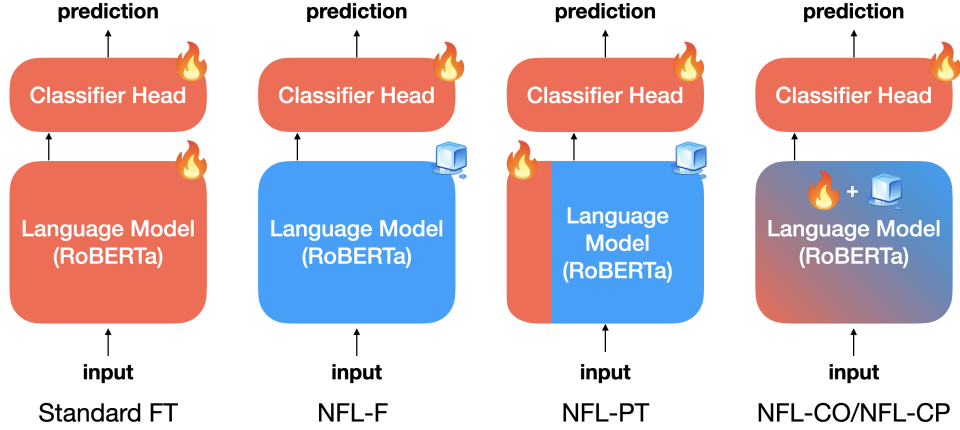 prediction
Classifier Head
Language Model
(RoBERTa)
input
Standard FT
prediction
Classifier Head
Language Model
(RoBERTa)
input
NFL-F
prediction
Classifier Head
Language
Model
(RoBERTa)
input
NFL-PT
prediction
Classifier Head
+
Language Model
(RoBERTa)
input
NFL-CO/NFL-CP